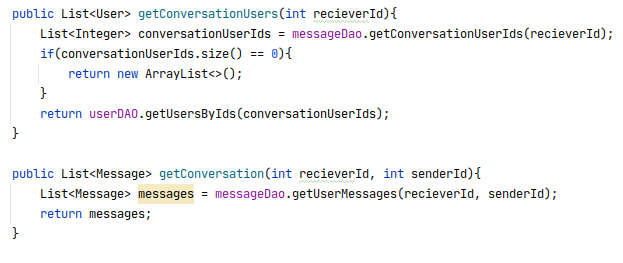 public List<User> getConversationUsers(int recieverId){
    List<Integer> conversationUserIds = messageDao.getConversationUserIds(recieverId);
    if(conversationUserIds.size() == 0){
        return new ArrayList<>();
    }
    return userDAO.getUsersByIds(conversationUserIds);
}

public List<Message> getConversation(int recieverId, int senderId){
    List<Message> messages = messageDao.getUserMessages(recieverId, senderId);
    return messages;
}